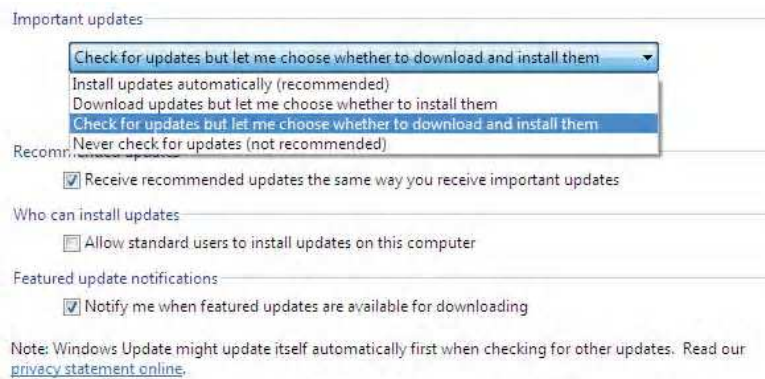 Important updates
Check for updates but let me choose whether to download and install them
Install updates automatically (recommended)
Download updates but let me choose whether to install them
Check for updates but let me choose whether to download and install them
Never check for updates (not recommended)
Recommended updates
Receive recommended updates the same way you receive important updates
Who can install updates
Allow standard users to install updates on this computer
Featured update notifications
Notify me when featured updates are available for downloading
Note: Windows Update might update itself automatically first when checking for other updates.  Read our
privacy statement online.